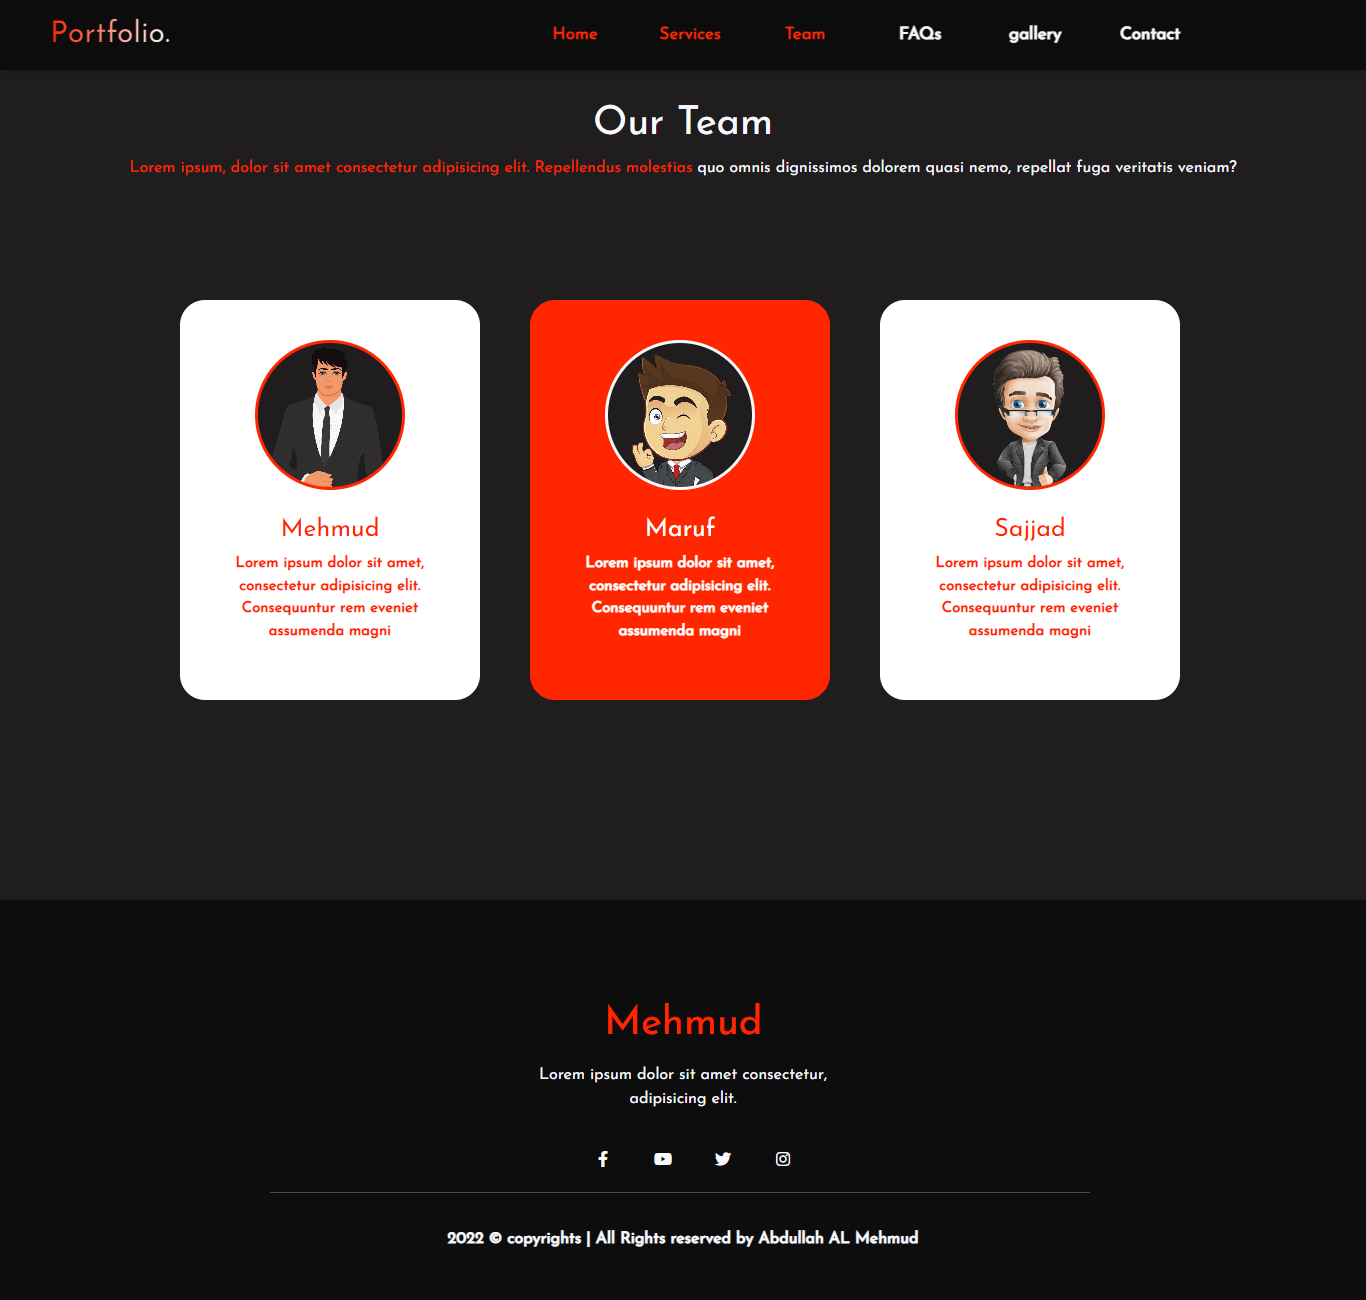 Portfolio.
Home Services Team FAQs gallery Contact
Our Team
Lorem ipsum, dolor sit amet consectetur adipisicing elit. Repellendus molestias quo omnis dignissimos dolorem quasi nemo, repellat fuga veritatis veniam?
Mehmud
Lorem ipsum dolor sit amet,
consectetur adipisicing elit.
Consequuntur rem eveniet
assumenda magni
Maruf
Lorem ipsum dolor sit amet,
consectetur adipisicing elit.
Consequuntur rem eveniet
assumenda magni
Sajjad
Lorem ipsum dolor sit amet,
consectetur adipisicing elit.
Consequuntur rem eveniet
assumenda magni
Mehmud
Lorem ipsum dolor sit amet consectetur,
adipisicing elit.
2022 © copyrights | All Rights reserved by Abdullah AL Mehmud